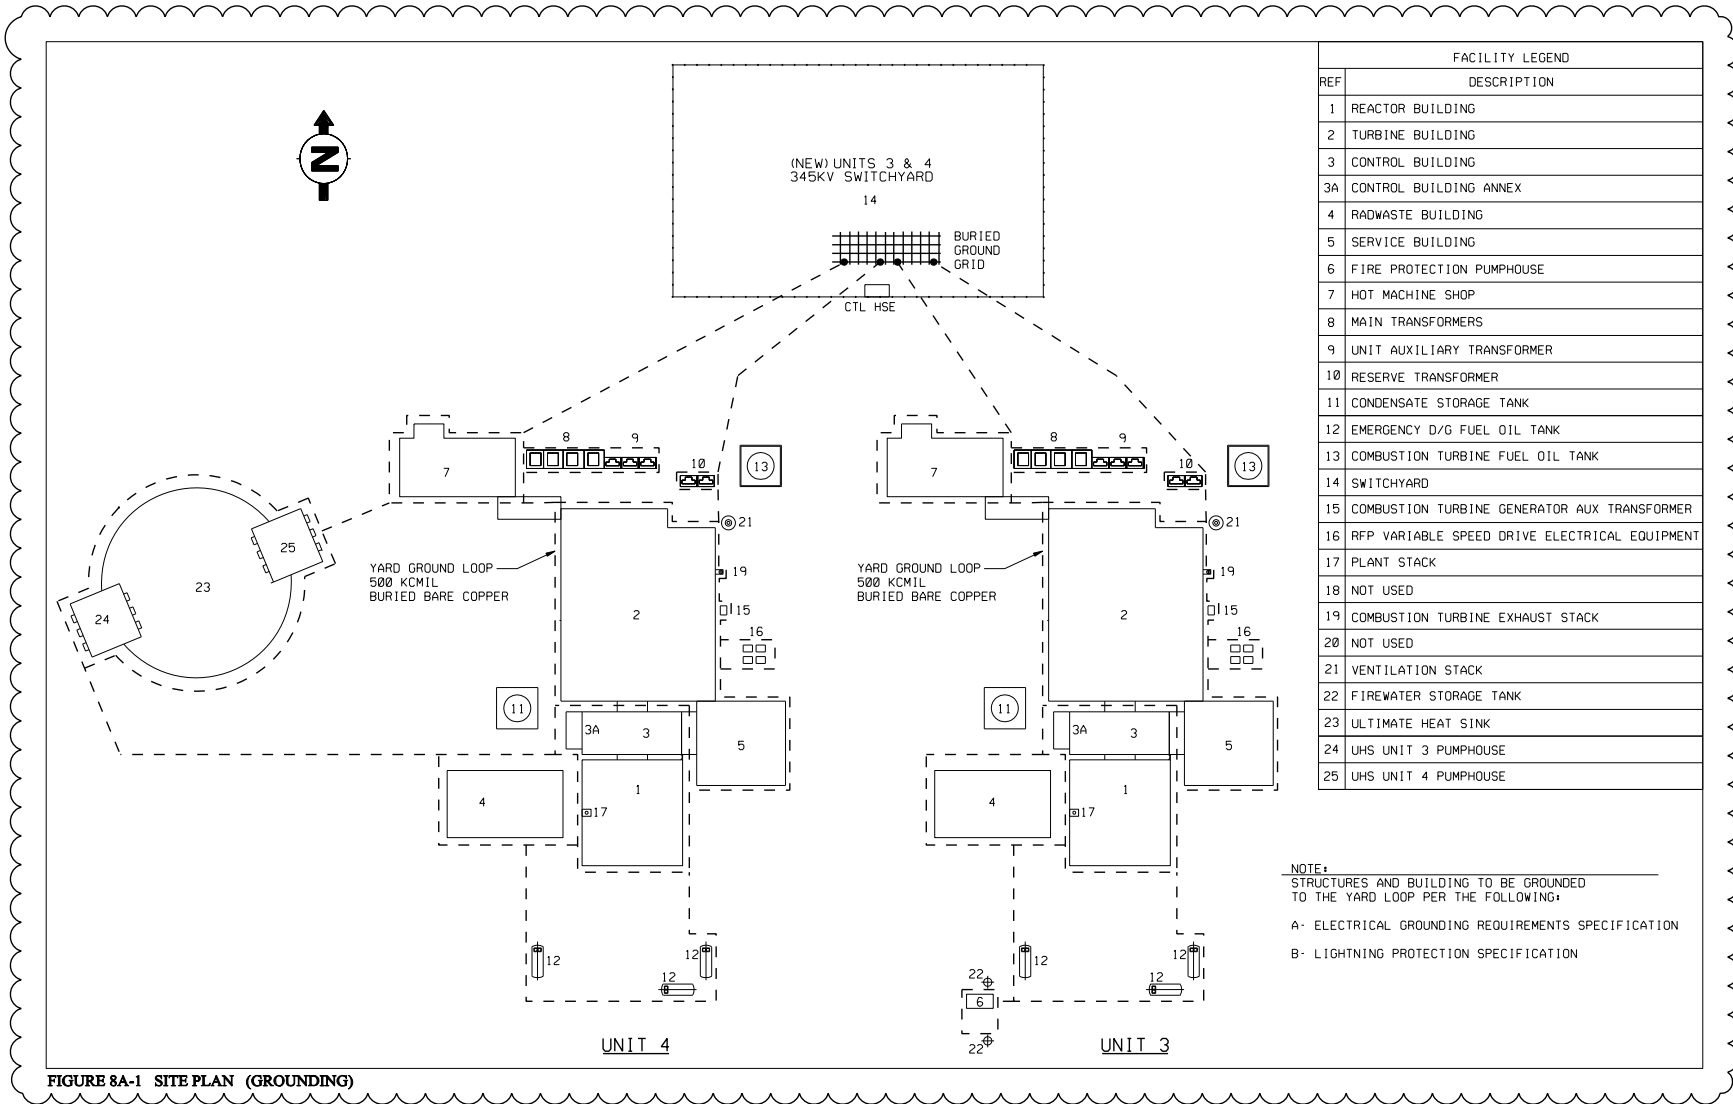 FACILITY LEGEND
REF DESCRIPTION
1 REACTOR BUILDING
2 TURBINE BUILDING
3 CONTROL BUILDING
3A CONTROL BUILDING ANNEX
4 RADWASTE BUILDING
5 SERVICE BUILDING
6 FIRE PROTECTION PUMPHOUSE
7 HOT MACHINE SHOP
8 MAIN TRANSFORMERS
9 UNIT AUXILIARY TRANSFORMER
10 RESERVE TRANSFORMER
11 CONDENSATE STORAGE TANK
12 EMERGENCY D/G FUEL OIL TANK
13 COMBUSTION TURBINE FUEL OIL TANK
14 SWITCHYARD
15 COMBUSTION TURBINE GENERATOR AUX TRANSFORMER
16 RFP VARIABLE SPEED DRIVE ELECTRICAL EQUIPMENT
17 PLANT STACK
18 NOT USED
19 COMBUSTION TURBINE EXHAUST STACK
20 NOT USED
21 VENTILATION STACK
22 FIREWATER STORAGE TANK
23 ULTIMATE HEAT SINK
24 UHS UNIT 3 PUMPHOUSE
25 UHS UNIT 4 PUMPHOUSE
N
(NEW) UNITS 3 & 4
345KV SWITCHYARD
14
BURIED
GROUND
GRID
CTL HSE
7
8
9
10
13
21
YARD GROUND LOOP
500 KCMIL
BURIED BARE COPPER
19
15
2
16
25
23
24
11
3A
3
5
4
1
17
12
12
12
UNIT 4
7
8
9
10
13
21
YARD GROUND LOOP
500 KCMIL
BURIED BARE COPPER
19
15
2
16
11
3A
3
5
4
1
17
12
12
12
22
6
22
UNIT 3
NOTE:
STRUCTURES AND BUILDING TO BE GROUNDED
TO THE YARD LOOP PER THE FOLLOWING:
A- ELECTRICAL GROUNDING REQUIREMENTS SPECIFICATION
B- LIGHTNING PROTECTION SPECIFICATION
FIGURE 8A-1 SITE PLAN (GROUNDING)